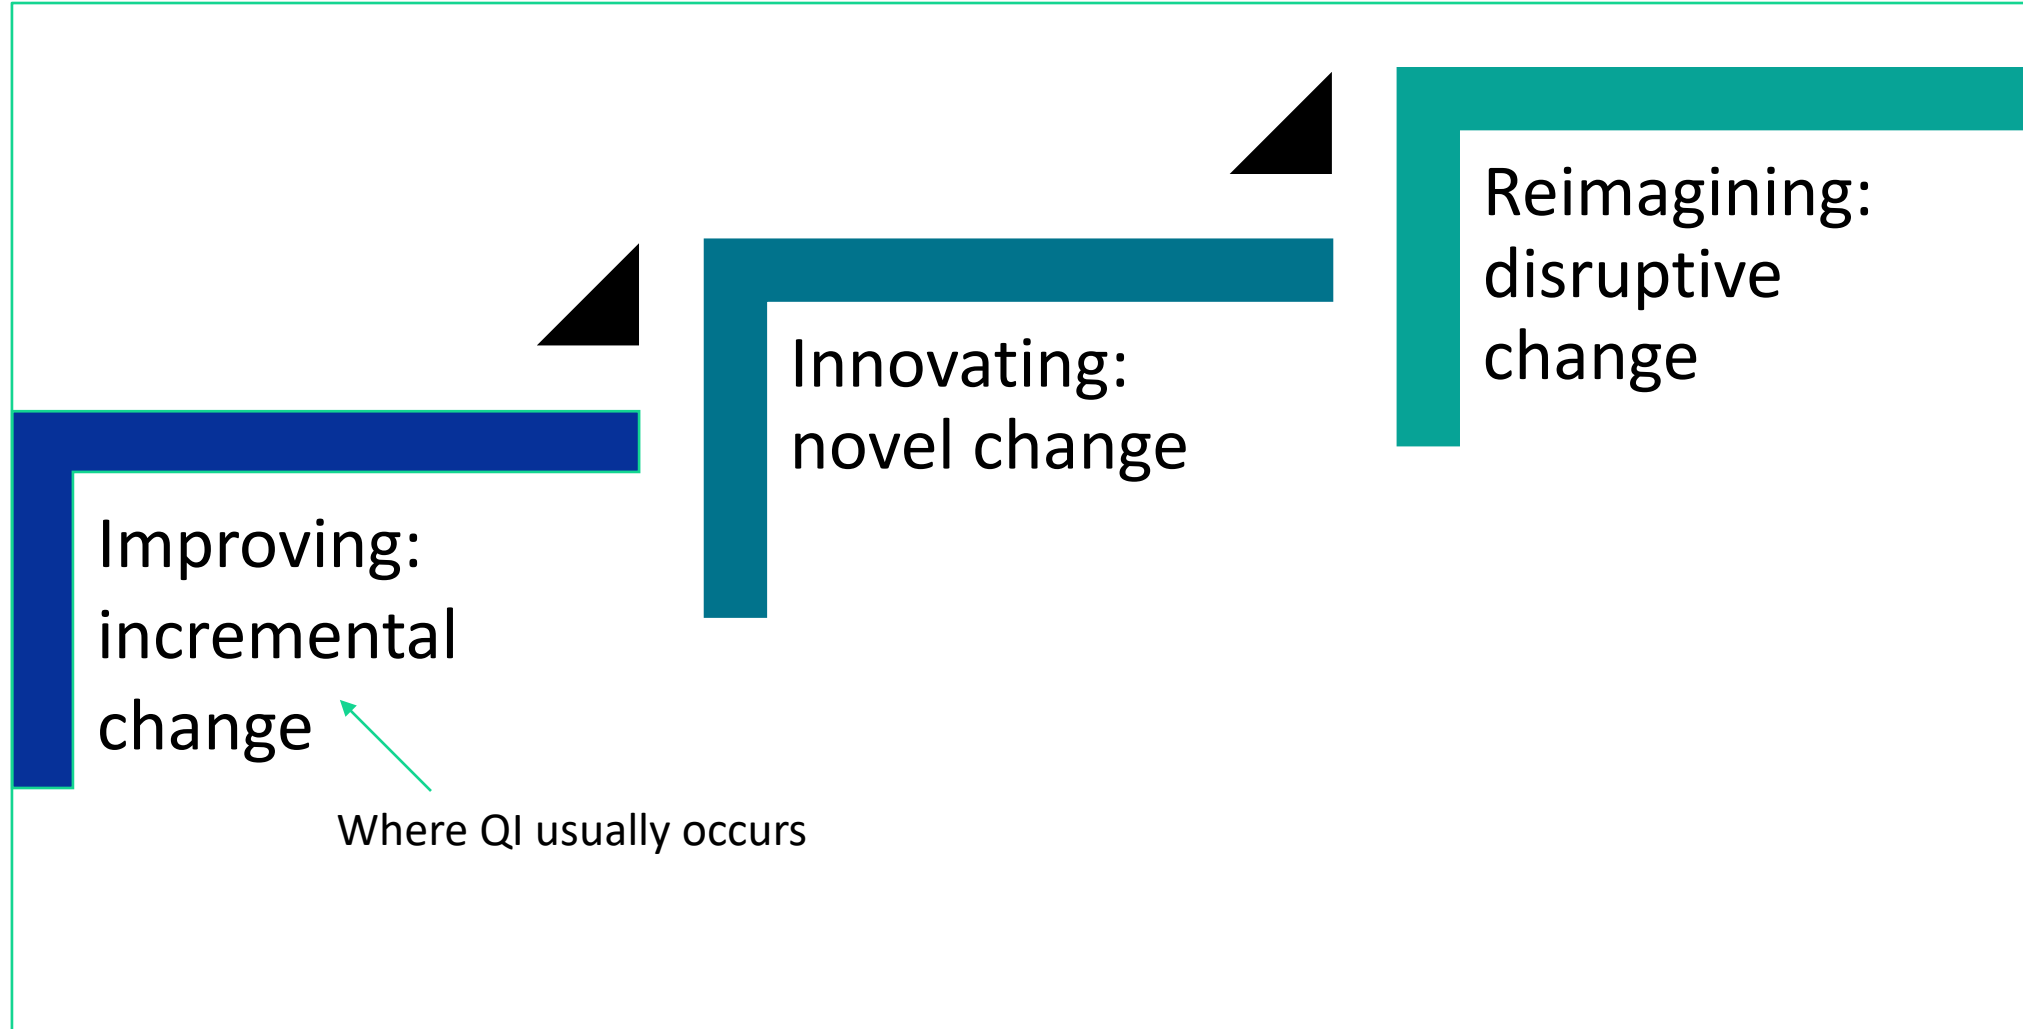 Improving:
incremental
change
Where QI usually occurs
Innovating:
novel change
Reimagining:
disruptive
change